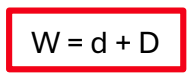 W = d + D